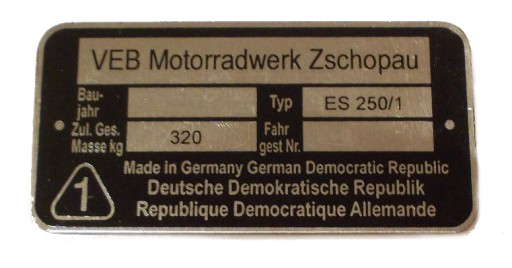 VEB Motorradwerk Zschopau
Bau-
jahr
Typ ES 250/1
Zul. Ges.
Masse kg
320
Fahr
gest Nr.
1
Made in Germany German Democratic Republic
Deutsche Demokratische Republik
Republique Democratique Allemande